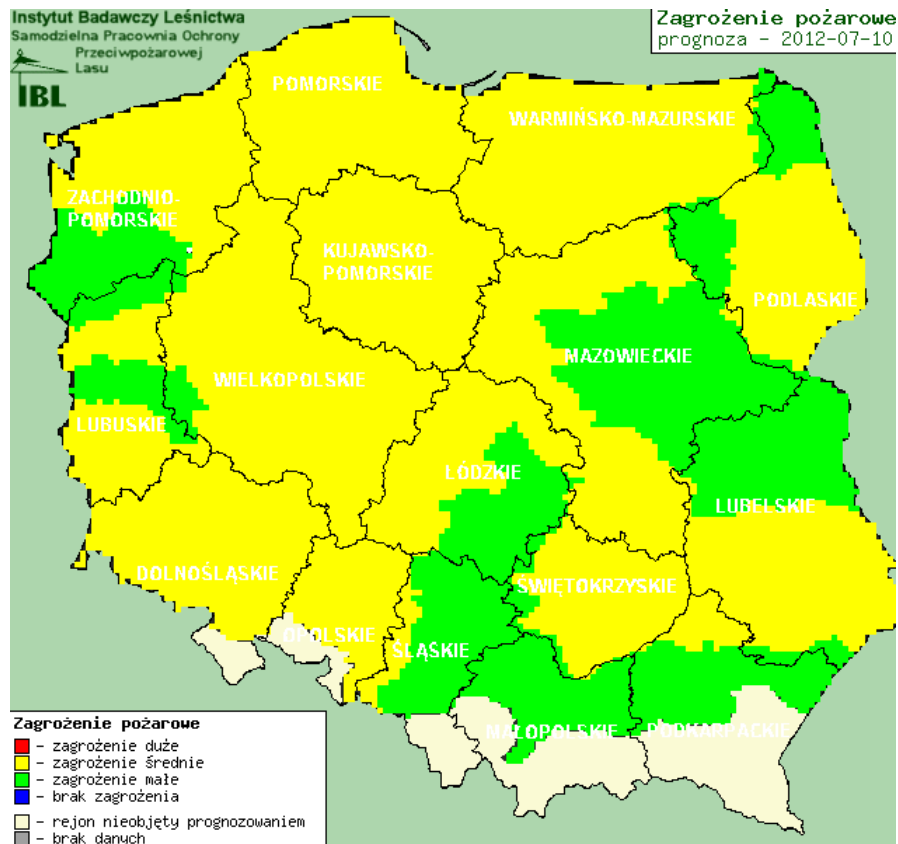 Instytut Badawczy Leśnictwa
Samodzielna Pracownia Ochrony
Przeciwpożarowej
Lasu
IBL
Zagrożenie pożarowe
prognoza - 2012-07-10
POMORSKIE
WARMIŃSKO-MAZURSKIE
ZACHODNIO-
POMORSKIE
KUJAWSKO-
POMORSKIE
PODLASKIE
MAZOWIECKIE
WIELKOPOLSKIE
LUBUSKIE
ŁÓDZKIE
LUBELSKIE
DOLNOŚLĄSKIE
ŚWIĘTOKRZYSKIE
OPOLSKIE
ŚLĄSKIE
MAŁOPOLSKIE
PODKARPACKIE
Zagrożenie pożarowe
- zagrożenie duże
- zagrożenie średnie
- zagrożenie małe
- brak zagrożenia
- rejon nieobjęty prognozowaniem
- brak danych